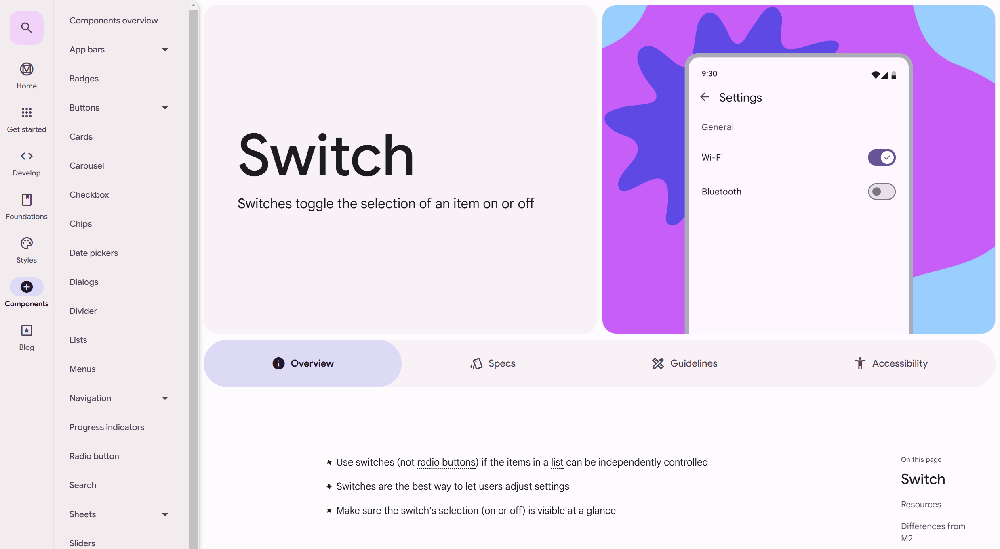 Home
Get started
Develop
Foundations
Styles
Components
Blog
Components overview
App bars
Badges
Buttons
Cards
Carousel
Checkbox
Chips
Date pickers
Dialogs
Divider
Lists
Menus
Navigation
Progress indicators
Radio button
Search
Sheets
Sliders
Switch
Switches toggle the selection of an item on or off
9:30
Settings
General
Wi-Fi
Bluetooth
Overview
Specs
Guidelines
Accessibility
Use switches (not radio buttons) if the items in a list can be independently controlled
Switches are the best way to let users adjust settings
Make sure the switch’s selection (on or off) is visible at a glance
On this page
Switch
Resources
Differences from
M2